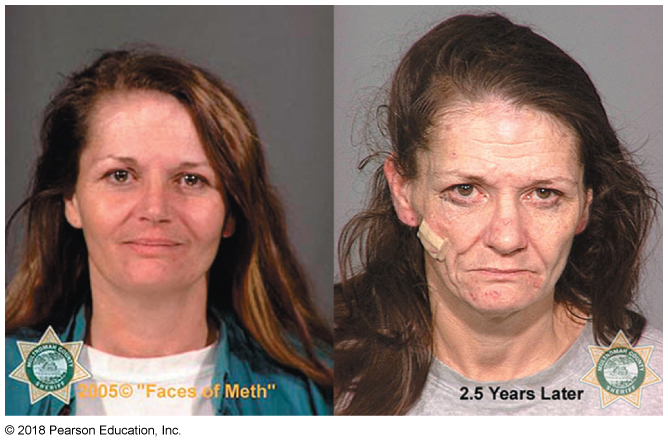 2005© "Faces of Meth"
2.5 Years Later
© 2018 Pearson Education, Inc.